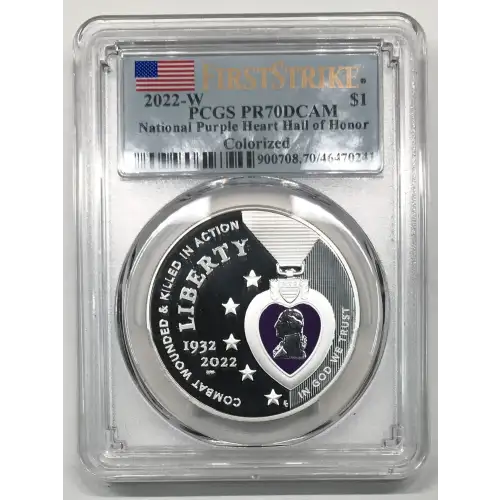 FIRSTSTRIKE®
2022-W $1
PCGS PR70DCAM
National Purple Heart Hall of Honor
Colorized
900708.70/46470241
COMBAT WOUNDED & KILLED IN ACTION
LIBERTY
1932
2022
IN GOD WE TRUST